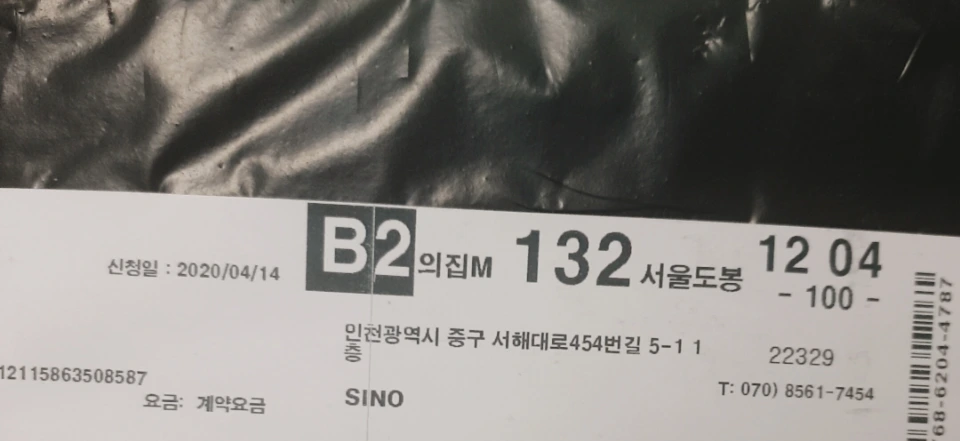 신청일 : 2020/04/14 B2 의집M 132 서울도봉 12 04
- 100 -
인천광역시 중구 서해대로454번길 5-1 1
층
22329
12115863508587
T: 070) 8561-7454
요금: 계약요금
SINO
68-6204-4787